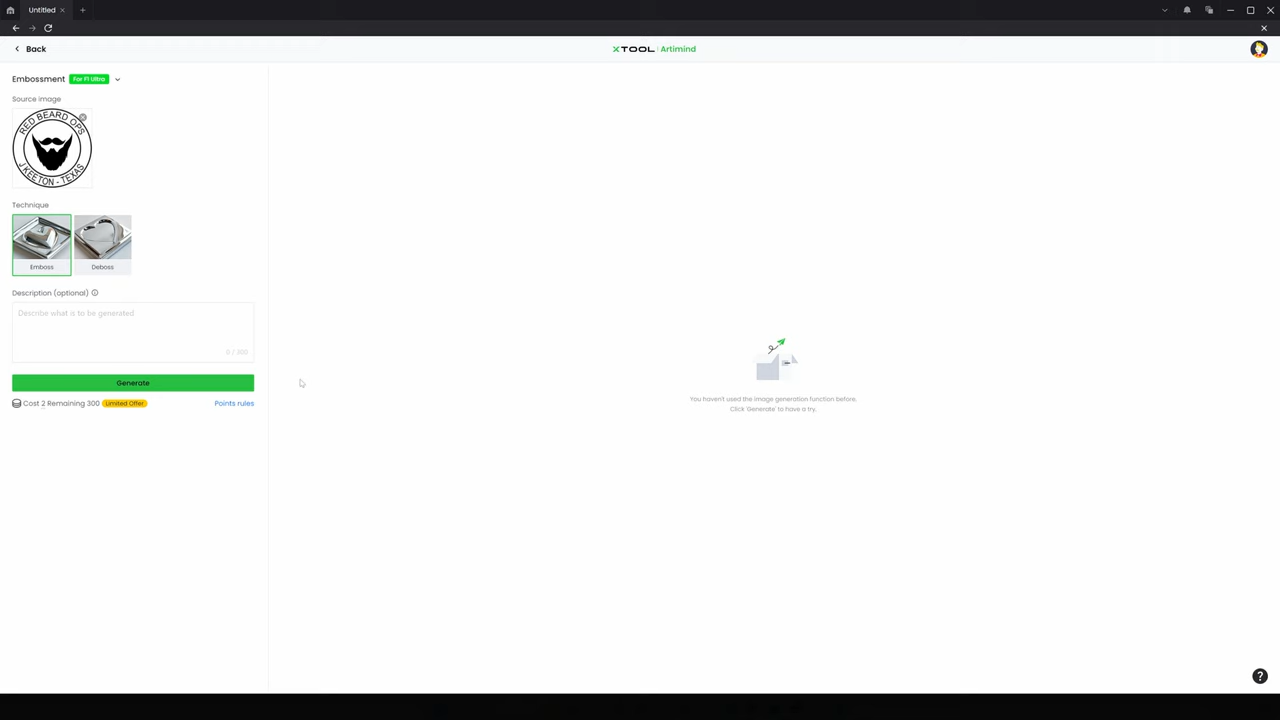 Untitled
Back
xTOOL / Artimind
Embossment For F1 Ultra
Source image
RED BEARD OPS
J KEETON - TEXAS
Technique
Emboss
Deboss
Description (optional)
Describe what is to be generated
0 / 300
Generate
Cost 2 Remaining 300 Limited Offer
Points rules
You haven't used the image generation function before.
Click 'Generate' to have a try.